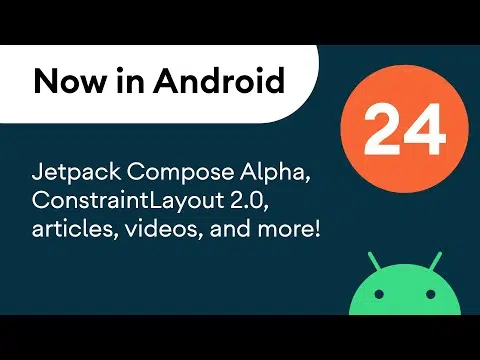 Now in Android
24
Jetpack Compose Alpha,
ConstraintLayout 2.0,
articles, videos, and more!